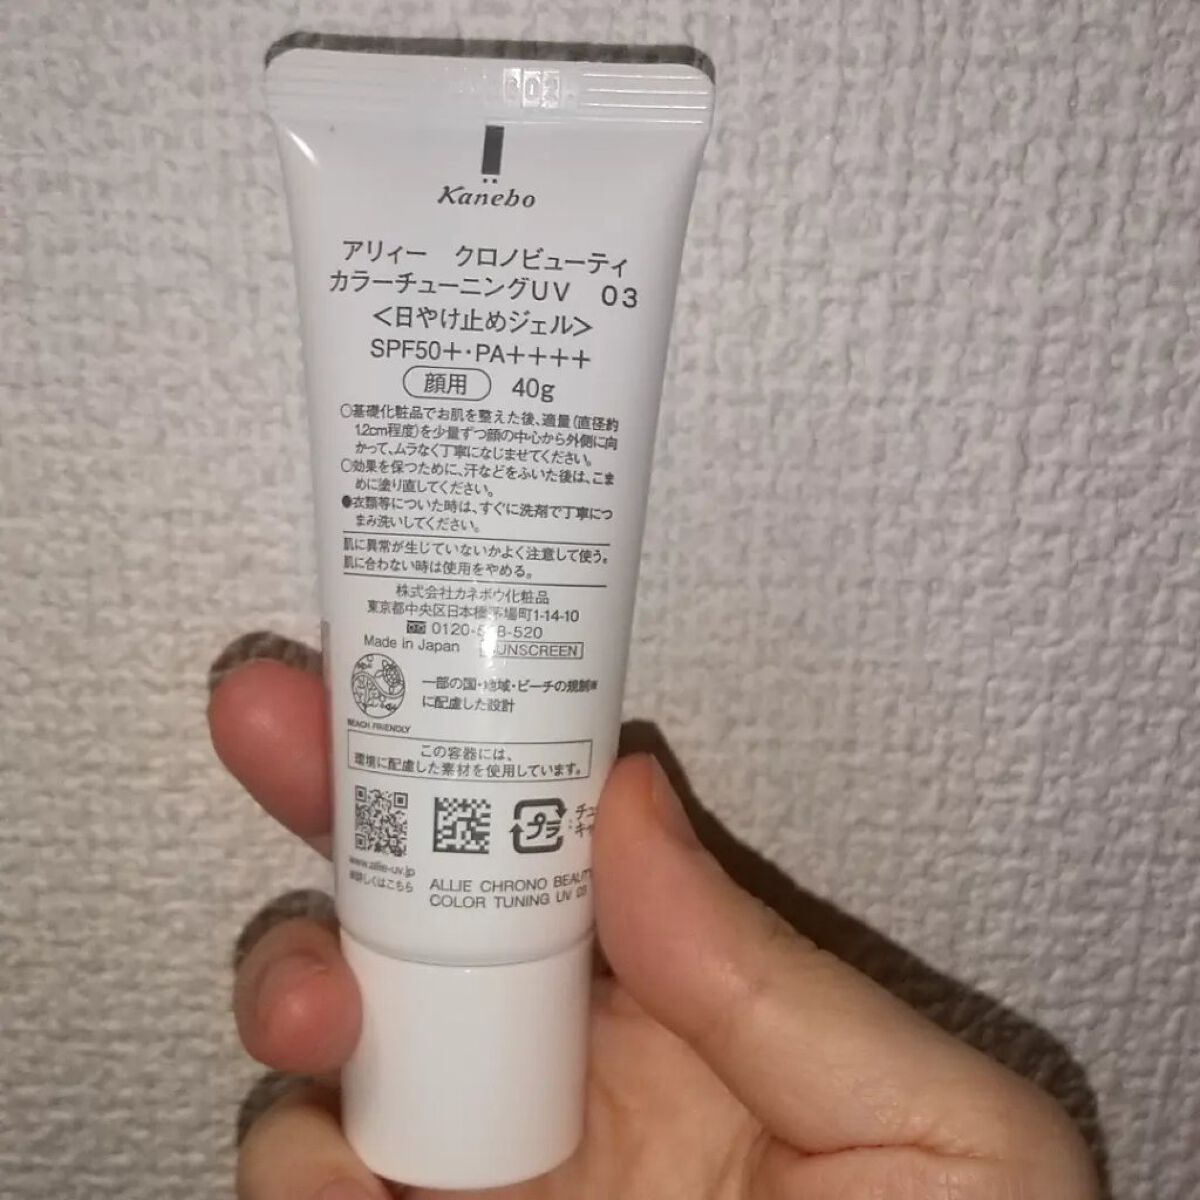 Kanebo
アリィー　クロノビューティ
カラーチューニングUV　03
＜日やけ止めジェル＞
SPF50+・PA++++
顔用　40g
○基礎化粧品でお肌を整えた後、適量（直径約
1.2cm程度）を少量ずつ顔の中心から外側に向
かって、ムラなく丁寧になじませてください。
○効果を保つために、汗などをふいた後は、こま
めに塗り直してください。
●衣類等についた時は、すぐに洗剤で丁寧につ
まみ洗いしてください。
肌に異常が生じていないかよく注意して使う。
肌に合わない時は使用をやめる。
株式会社カネボウ化粧品
東京都中央区日本橋茅場町1-14-10
0120-5 8-520
Made in Japan SUNSCREEN
一部の国・地域・ビーチの規制※
に配慮した設計
BEACH FRIENDLY
この容器には、
環境に配慮した素材を使用しています。
プラ
www.allie-uv.jp
※詳しくはこちら
ALLIE CHRONO BEAUTY
COLOR TUNING UV 03